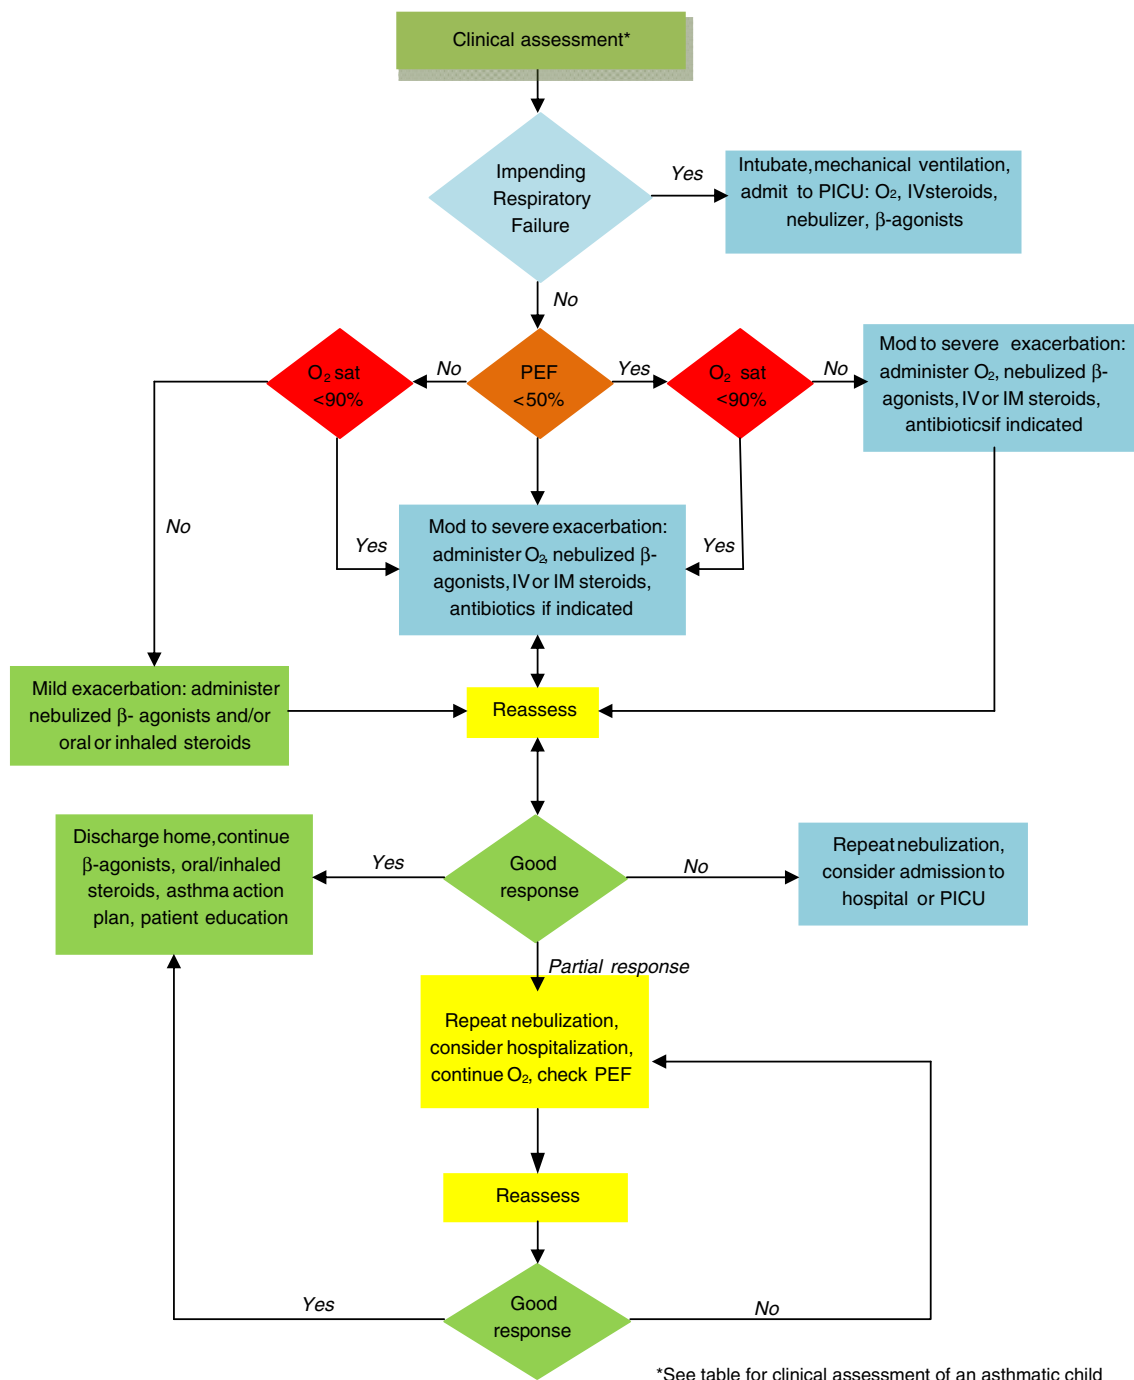 Clinical assessment*
Impending
Respiratory
Failure
Yes
Intubate, mechanical ventilation,
admit to PICU: O₂, IVsteroids,
nebulizer, β-agonists
No
O₂ sat
<90%
No
PEF
<50%
Yes
O₂ sat
<90%
No
Mod to severe exacerbation:
administer O₂, nebulized β-
agonists, IV or IM steroids,
antibioticsif indicated
No
Yes
Mod to severe exacerbation:
administer O₂, nebulized β-
agonists, IV or IM steroids,
antibiotics if indicated
Yes
Mild exacerbation: administer
nebulized β- agonists and/or
oral or inhaled steroids
Reassess
Discharge home, continue
β-agonists, oral/inhaled
steroids, asthma action
plan, patient education
Yes
Good
response
No
Repeat nebulization,
consider admission to
hospital or PICU
Partial response
Repeat nebulization,
consider hospitalization,
continue O₂, check PEF
Reassess
Yes
Good
response
No
*See table for clinical assessment of an asthmatic child